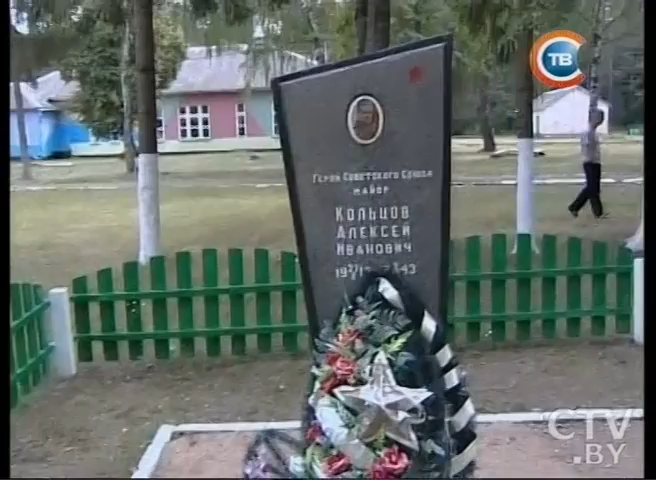 ТВ
Герой Советского Союза
майор
Кольцов
Алексей
Иванович
CTV
.BY